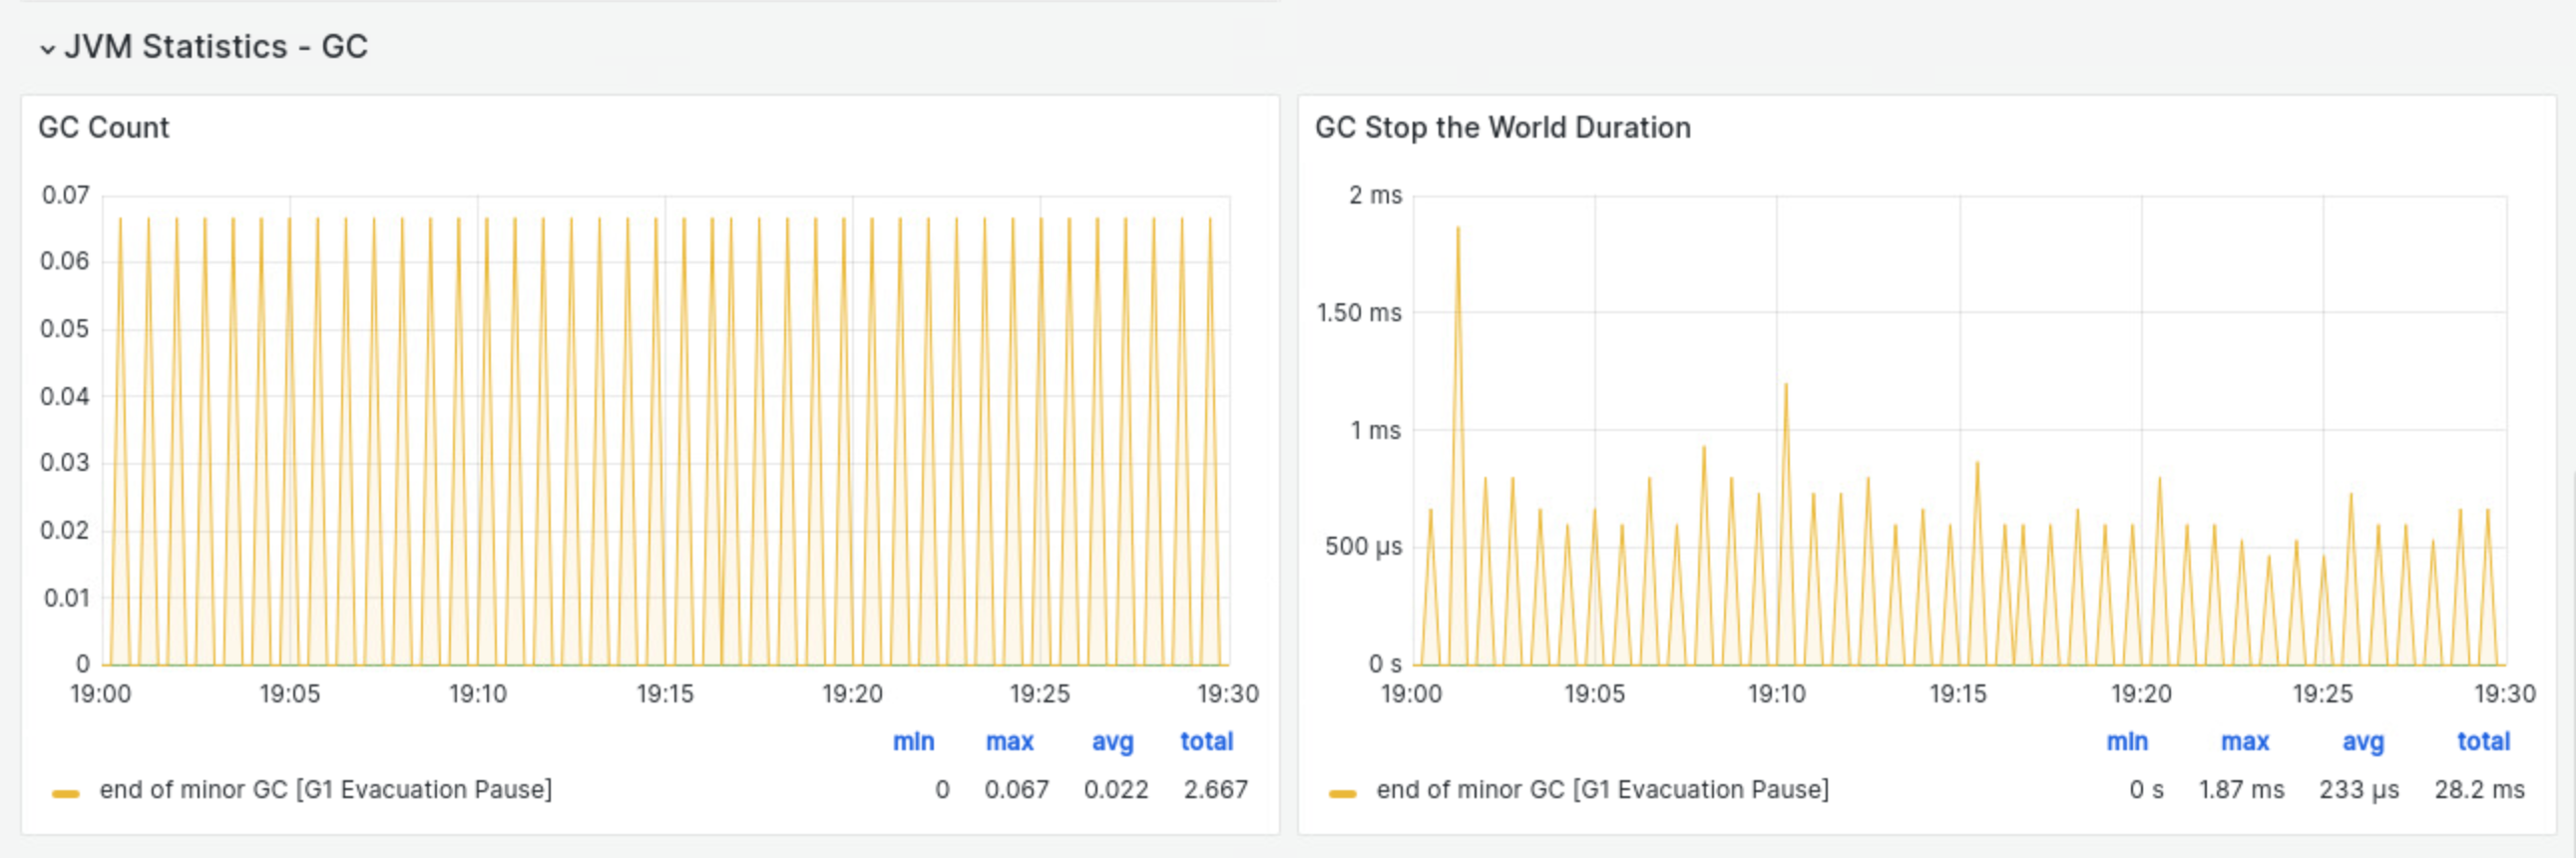 JVM Statistics - GC
GC Count
0.07
0.06
0.05
0.04
0.03
0.02
0.01
0
19:00 19:05 19:10 19:15 19:20 19:25 19:30
min max avg total
end of minor GC [G1 Evacuation Pause] 0 0.067 0.022 2.667
GC Stop the World Duration
2 ms
1.50 ms
1 ms
500 µs
0 s
19:00 19:05 19:10 19:15 19:20 19:25 19:30
min max avg total
end of minor GC [G1 Evacuation Pause] 0 s 1.87 ms 233 µs 28.2 ms